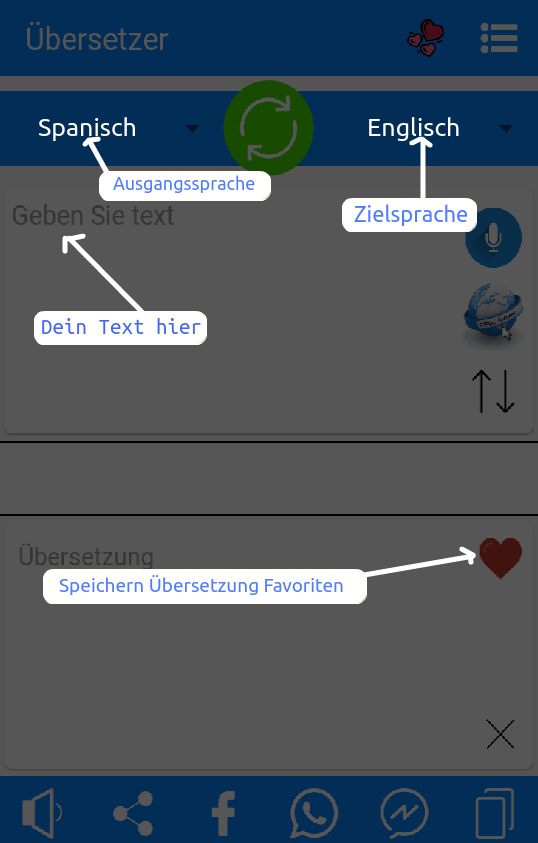 Übersetzer
Spanisch
Englisch
Ausgangssprache
Zielsprache
Geben Sie text
Dein Text hier
Übersetzung
Speichern Übersetzung Favoriten